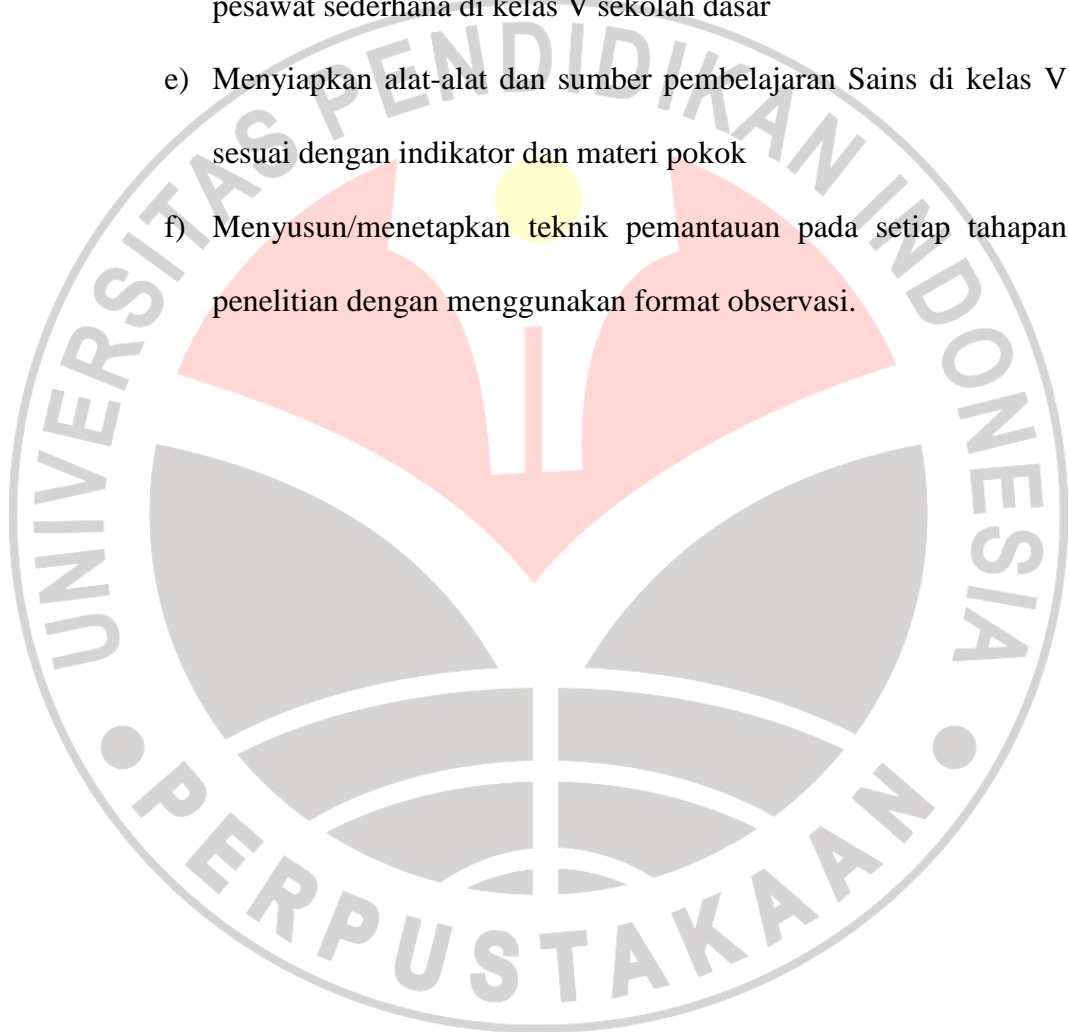 pesawat sederhana di kelas V sekolah dasar
e) Menyiapkan alat-alat dan sumber pembelajaran Sains di kelas V
sesuai dengan indikator dan materi pokok
f) Menyusun/menetapkan teknik pemantauan pada setiap tahapan
penelitian dengan menggunakan format observasi.
UNIVERSITAS PENDIDIKAN INDONESIA
PERPUSTAKAAN